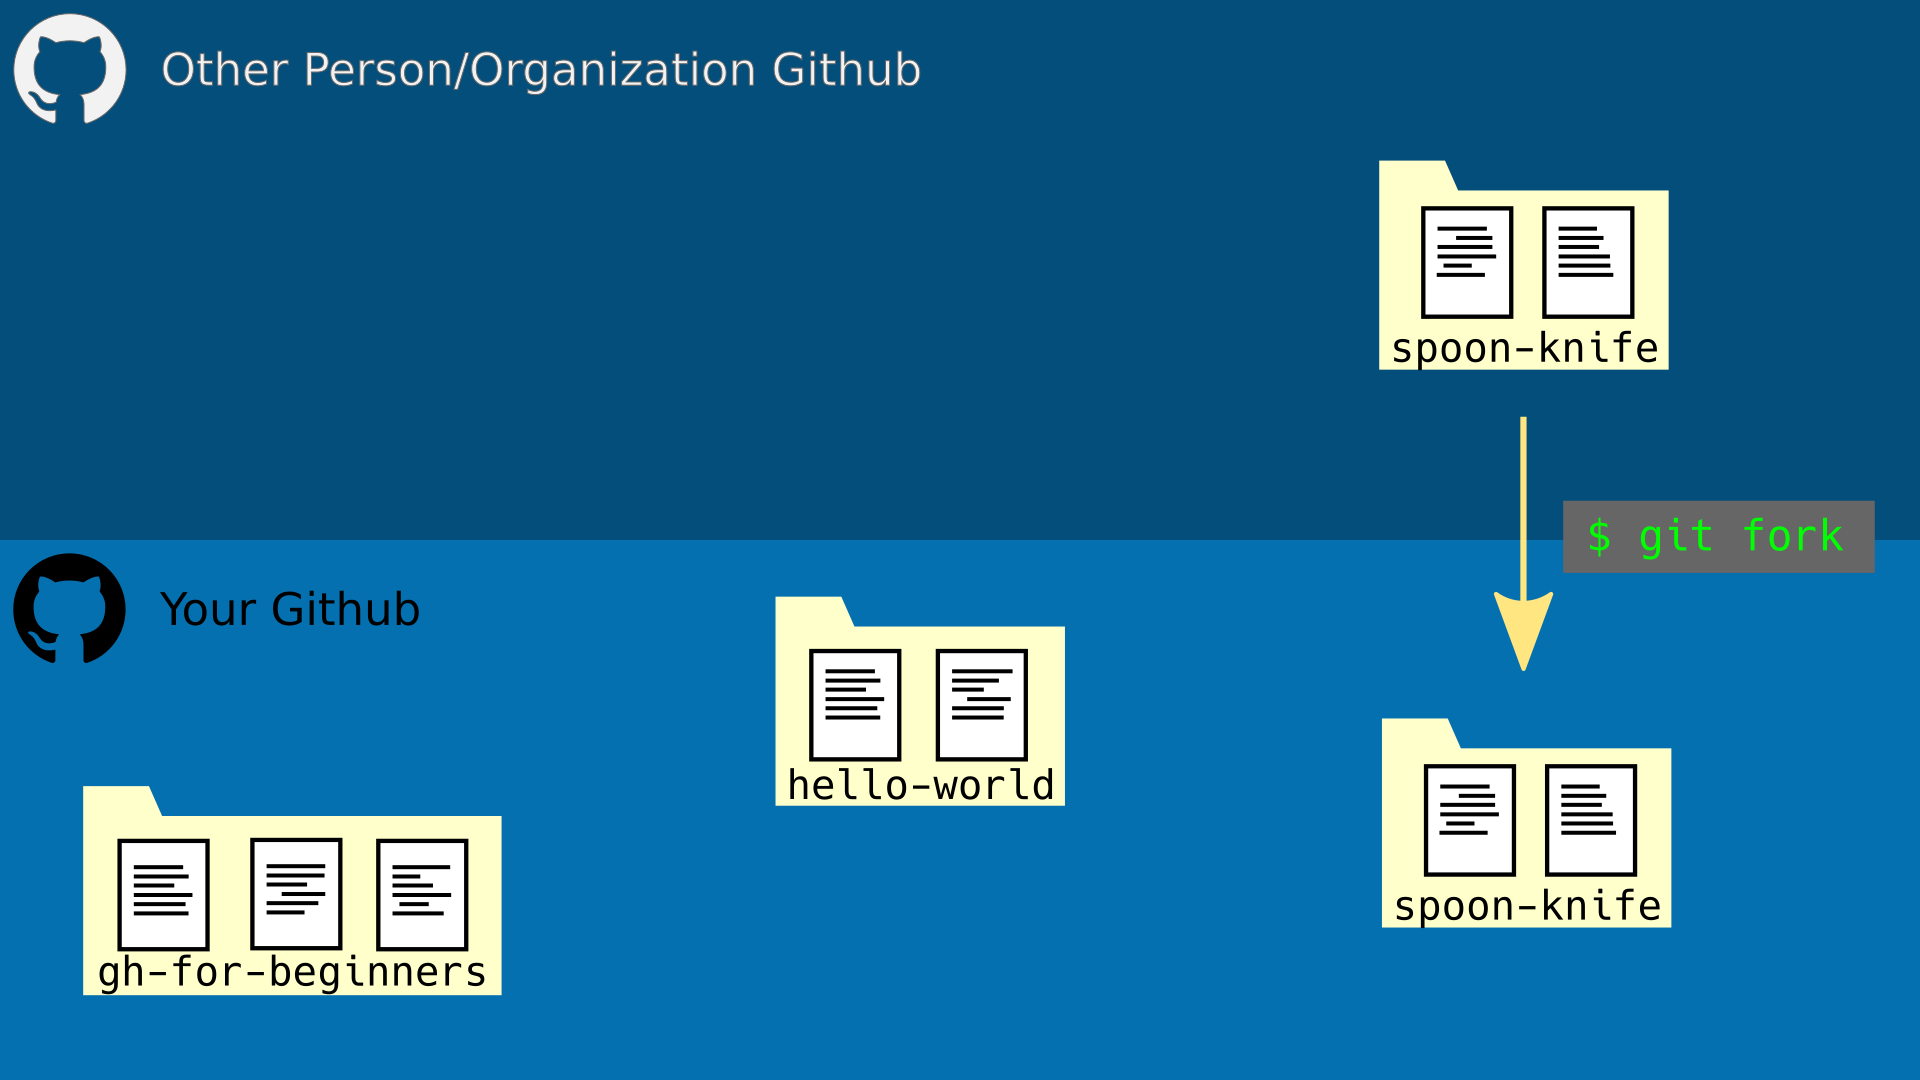 Other Person/Organization Github
spoon-knife
$ git fork
Your Github
hello-world
spoon-knife
gh-for-beginners